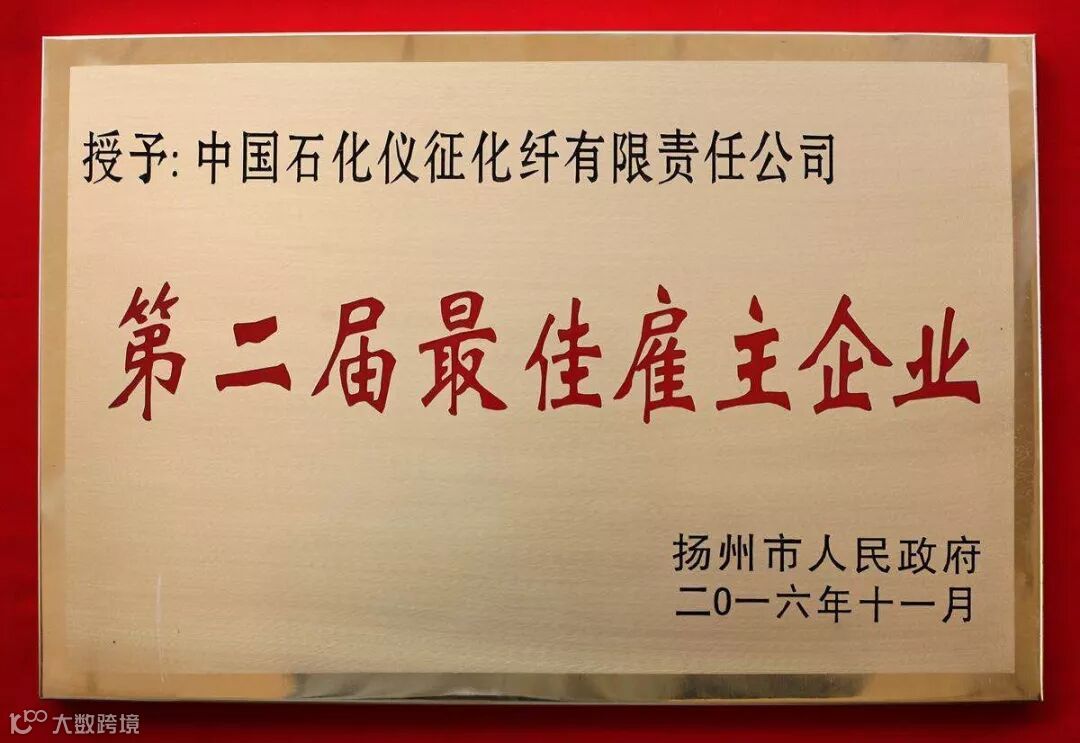 授予:中国石化仪征化纤有限责任公司
第二届最佳雇主企业
扬州市人民政府
二0一六年十一月
大数跨境